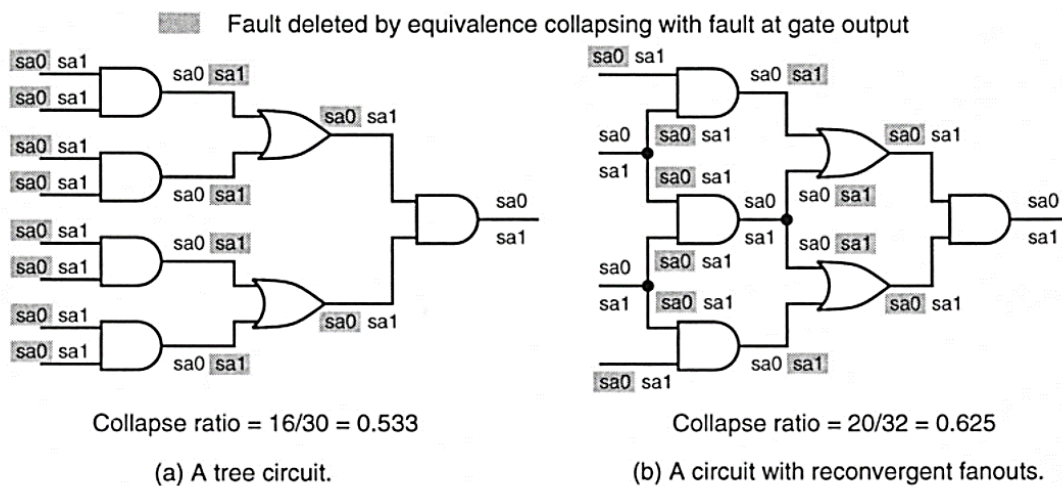 Fault deleted by equivalence collapsing with fault at gate output
sa0 sa1
sa0 sa1
sa0 sa1
sa0 sa1
sa0 sa1
sa0 sa1
sa0 sa1
sa0 sa1
sa0 sa1
sa0 sa1
sa0 sa1
sa0 sa1
sa0 sa1
sa0 sa1
sa0
sa1
Collapse ratio = 16/30 = 0.533
(a) A tree circuit.
sa0 sa1
sa0 sa1
sa0
sa1
sa0 sa1
sa0 sa1
sa0 sa1
sa0
sa1
sa0 sa1
sa0 sa1
sa0
sa1
sa0
sa1
sa0 sa1
sa0 sa1
sa0 sa1
sa0 sa1
sa0 sa1
Collapse ratio = 20/32 = 0.625
(b) A circuit with reconvergent fanouts.